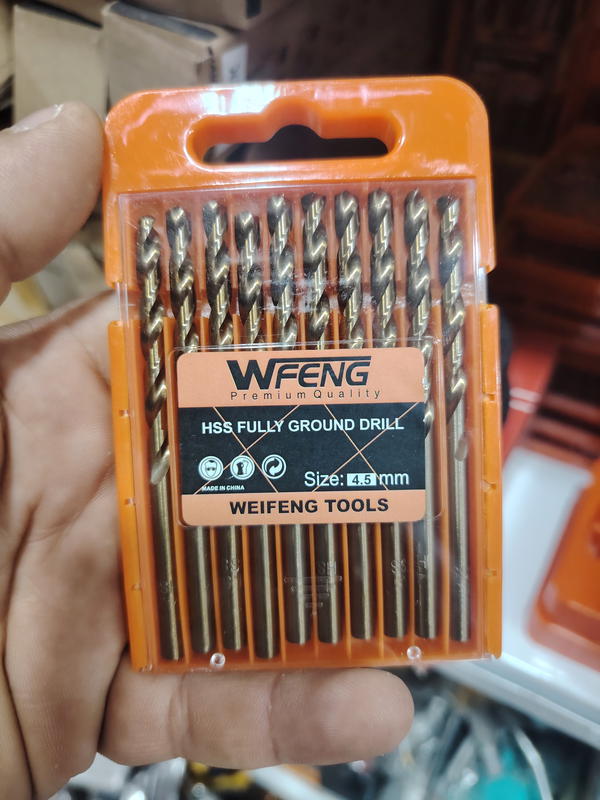 WFENG
Premium Quality
HSS FULLY GROUND DRILL
MADE IN CHINA
Size: 4.5 mm
WEIFENG TOOLS